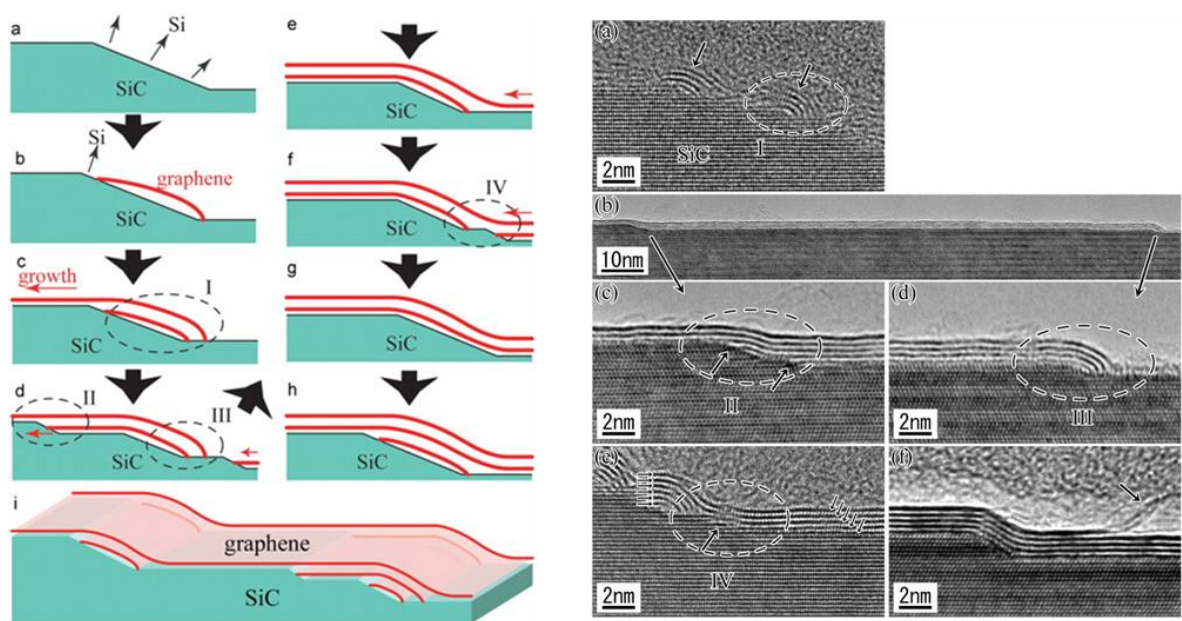 a
Si
SiC
b
Si
graphene
SiC
c
growth
I
SiC
d
II
III
SiC
e
SiC
f
IV
SiC
g
SiC
h
SiC
i
graphene
SiC
(a)
SiC
I
2nm
(b)
10nm
(c)
II
2nm
(d)
III
2nm
(e)
IV
2nm
(f)
2nm